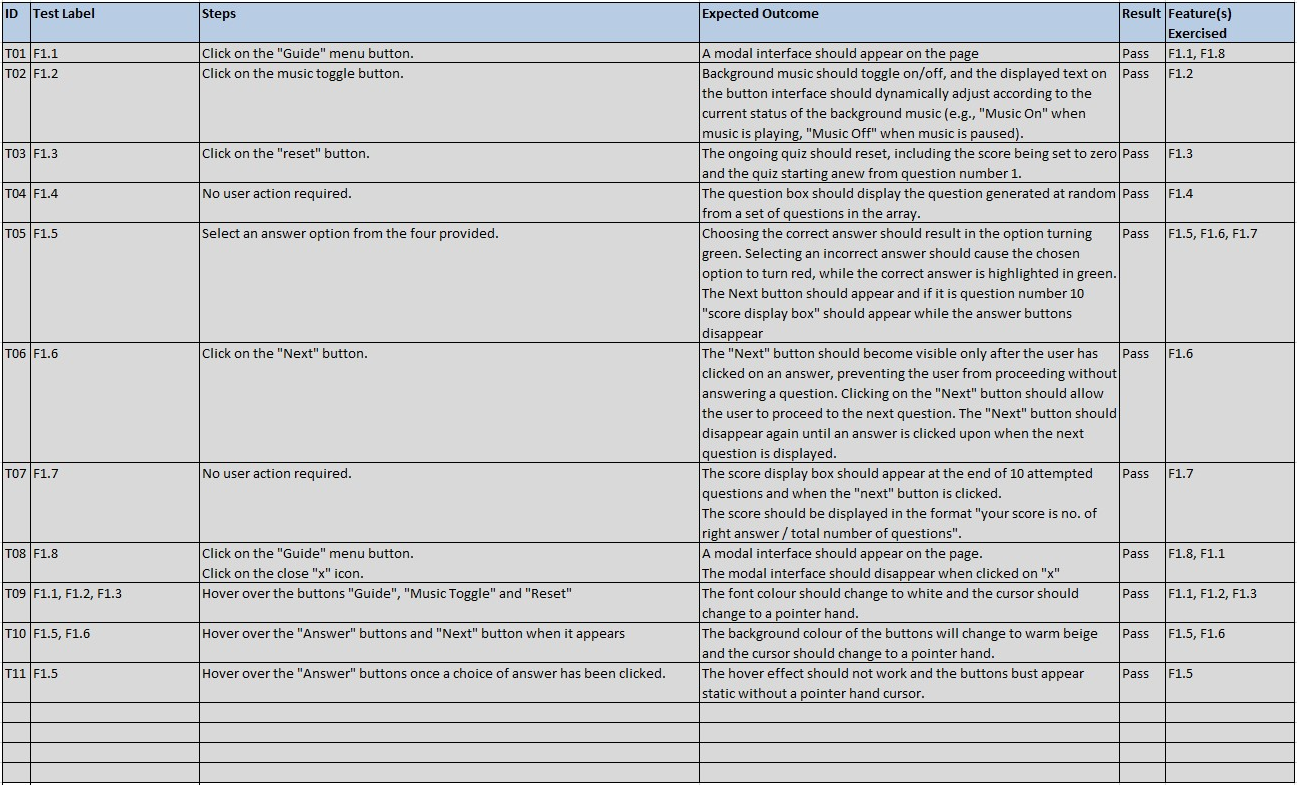 ID Test Label Steps Expected Outcome Result Feature(s)
Exercised
T01 F1.1 Click on the "Guide" menu button. A modal interface should appear on the page Pass F1.1, F1.8
T02 F1.2 Click on the music toggle button. Background music should toggle on/off, and the displayed text on Pass F1.2
the button interface should dynamically adjust according to the
current status of the background music (e.g., "Music On" when
music is playing, "Music Off" when music is paused).
T03 F1.3 Click on the "reset" button. The ongoing quiz should reset, including the score being set to zero Pass F1.3
and the quiz starting anew from question number 1.
T04 F1.4 No user action required. The question box should display the question generated at random Pass F1.4
from a set of questions in the array.
T05 F1.5 Select an answer option from the four provided. Choosing the correct answer should result in the option turning Pass F1.5, F1.6, F1.7
green. Selecting an incorrect answer should cause the chosen
option to turn red, while the correct answer is highlighted in green.
The Next button should appear and if it is question number 10
"score display box" should appear while the answer buttons
disappear
T06 F1.6 Click on the "Next" button. The "Next" button should become visible only after the user has Pass F1.6
clicked on an answer, preventing the user from proceeding without
answering a question. Clicking on the "Next" button should allow
the user to proceed to the next question. The "Next" button should
disappear again until an answer is clicked upon when the next
question is displayed.
T07 F1.7 No user action required. The score display box should appear at the end of 10 attempted Pass F1.7
questions and when the "next" button is clicked.
The score should be displayed in the format "your score is no. of
right answer / total number of questions".
T08 F1.8 Click on the "Guide" menu button. A modal interface should appear on the page. Pass F1.8, F1.1
Click on the close "x" icon. The modal interface should disappear when clicked on "x"
T09 F1.1, F1.2, F1.3 Hover over the buttons "Guide", "Music Toggle" and "Reset" The font colour should change to white and the cursor should Pass F1.1, F1.2, F1.3
change to a pointer hand.
T10 F1.5, F1.6 Hover over the "Answer" buttons and "Next" button when it appears The background colour of the buttons will change to warm beige Pass F1.5, F1.6
and the cursor should change to a pointer hand.
T11 F1.5 Hover over the "Answer" buttons once a choice of answer has been clicked. The hover effect should not work and the buttons bust appear Pass F1.5
static without a pointer hand cursor.